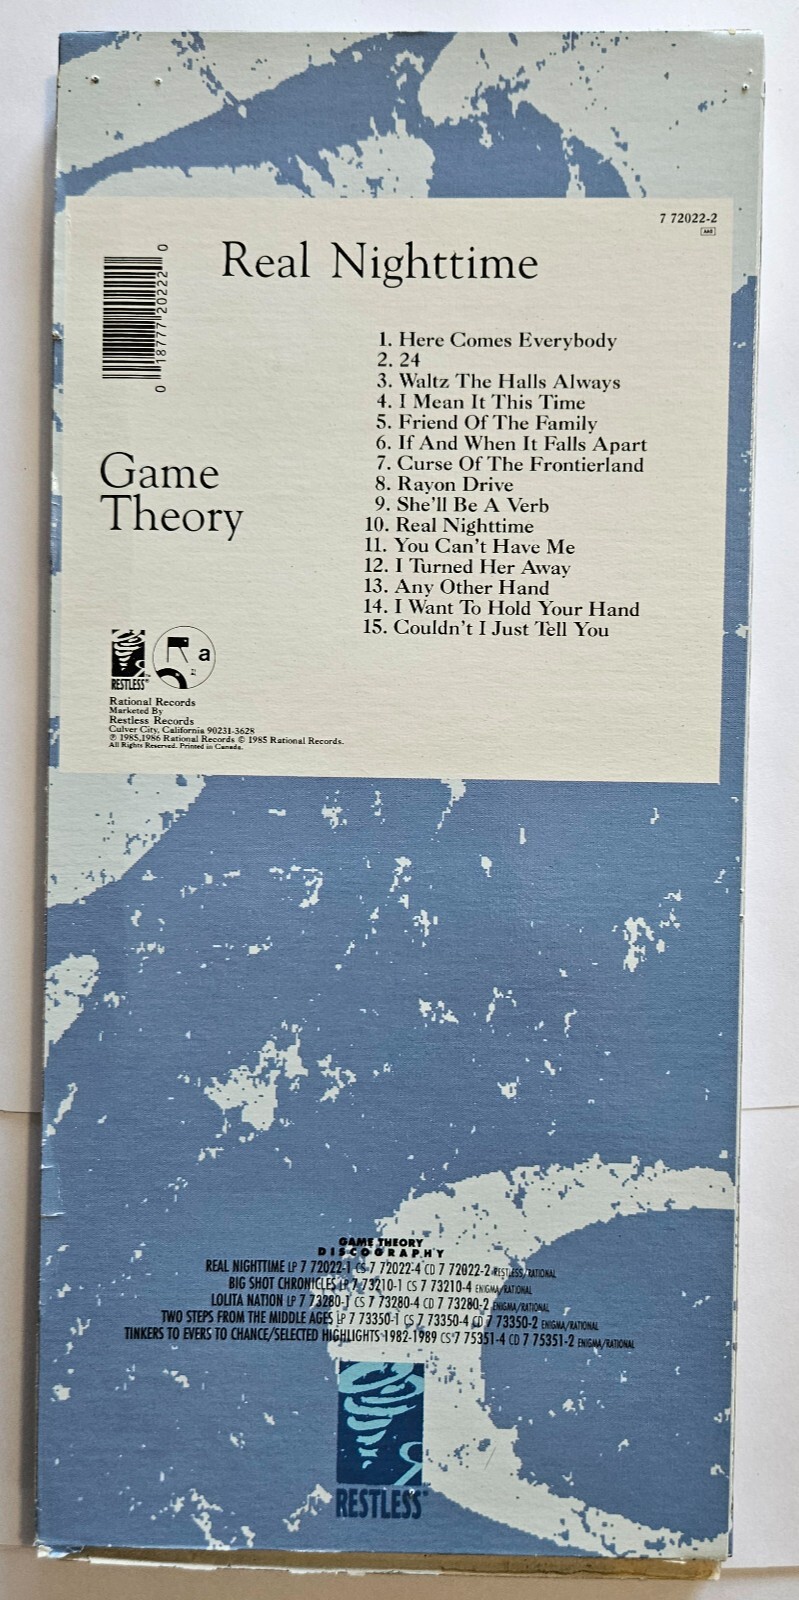 7 72022-2
AAD
Real Nighttime
0 18777 20222 0
1. Here Comes Everybody
2. 24
3. Waltz The Halls Always
4. I Mean It This Time
5. Friend Of The Family
6. If And When It Falls Apart
7. Curse Of The Frontierland
8. Rayon Drive
9. She'll Be A Verb
10. Real Nighttime
11. You Can't Have Me
12. I Turned Her Away
13. Any Other Hand
14. I Want To Hold Your Hand
15. Couldn't I Just Tell You
Game
Theory
RESTLESS™
R a
Rational Records
Marketed By
Restless Records
Culver City, California 90231-3628
℗ 1985,1986 Rational Records © 1985 Rational Records.
All Rights Reserved. Printed in Canada.
GAME THEORY
DISCOGRAPHY
REAL NIGHTTIME LP 7 72022-1 CS 7 72022-4 CD 7 72022-2 RESTLESS/RATIONAL
BIG SHOT CHRONICLES LP 7 73210-1 CS 7 73210-4 ENIGMA/RATIONAL
LOLITA NATION LP 7 73280-1 CS 7 73280-4 CD 7 73280-2 ENIGMA/RATIONAL
TWO STEPS FROM THE MIDDLE AGES LP 7 73350-1 CS 7 73350-4 CD 7 73350-2 ENIGMA/RATIONAL
TINKERS TO EVERS TO CHANCE/SELECTED HIGHLIGHTS 1982-1989 CS 7 75351-4 CD 7 75351-2 ENIGMA/RATIONAL
RESTLESS™